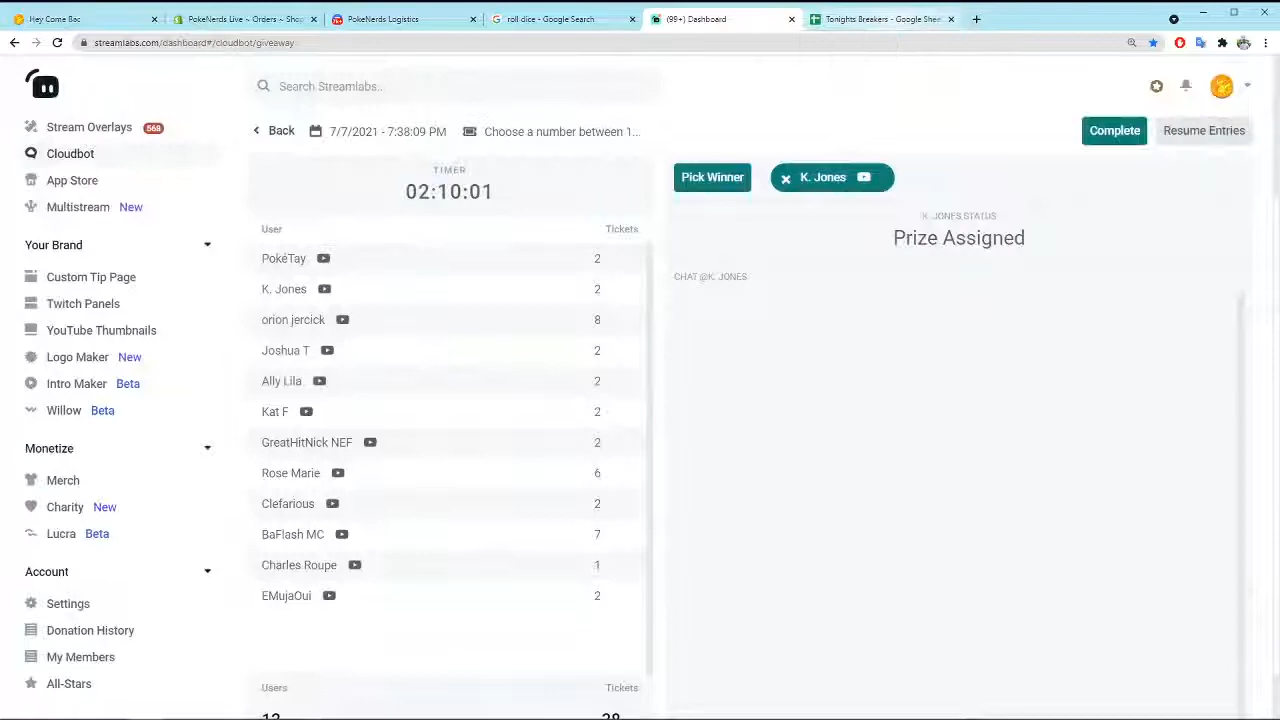 Hey Come Bac
PokeNerds Live ~ Orders ~ Sho
PokeNerds Logistics
roll dice - Google Search
(99+) Dashboard
Tonights Breakers - Google She
streamlabs.com/dashboard#/cloudbot/giveaway
Search Streamlabs..
Stream Overlays 568
Cloudbot
App Store
Multistream New
Your Brand
Custom Tip Page
Twitch Panels
YouTube Thumbnails
Logo Maker New
Intro Maker Beta
Willow Beta
Monetize
Merch
Charity New
Lucra Beta
Account
Settings
Donation History
My Members
All-Stars
Back 7/7/2021 - 7:38:09 PM Choose a number between 1...
Complete Resume Entries
TIMER
02:10:01
User Tickets
PokéTay 2
K. Jones 2
orion jercick 8
Joshua T 2
Ally Lila 2
Kat F 2
GreatHitNick NEF 2
Rose Marie 6
Clefarious 2
BaFlash MC 7
Charles Roupe 1
EMujaOui 2
Users Tickets
Pick Winner K. Jones
K. JONES STATUS
Prize Assigned
CHAT @K. JONES